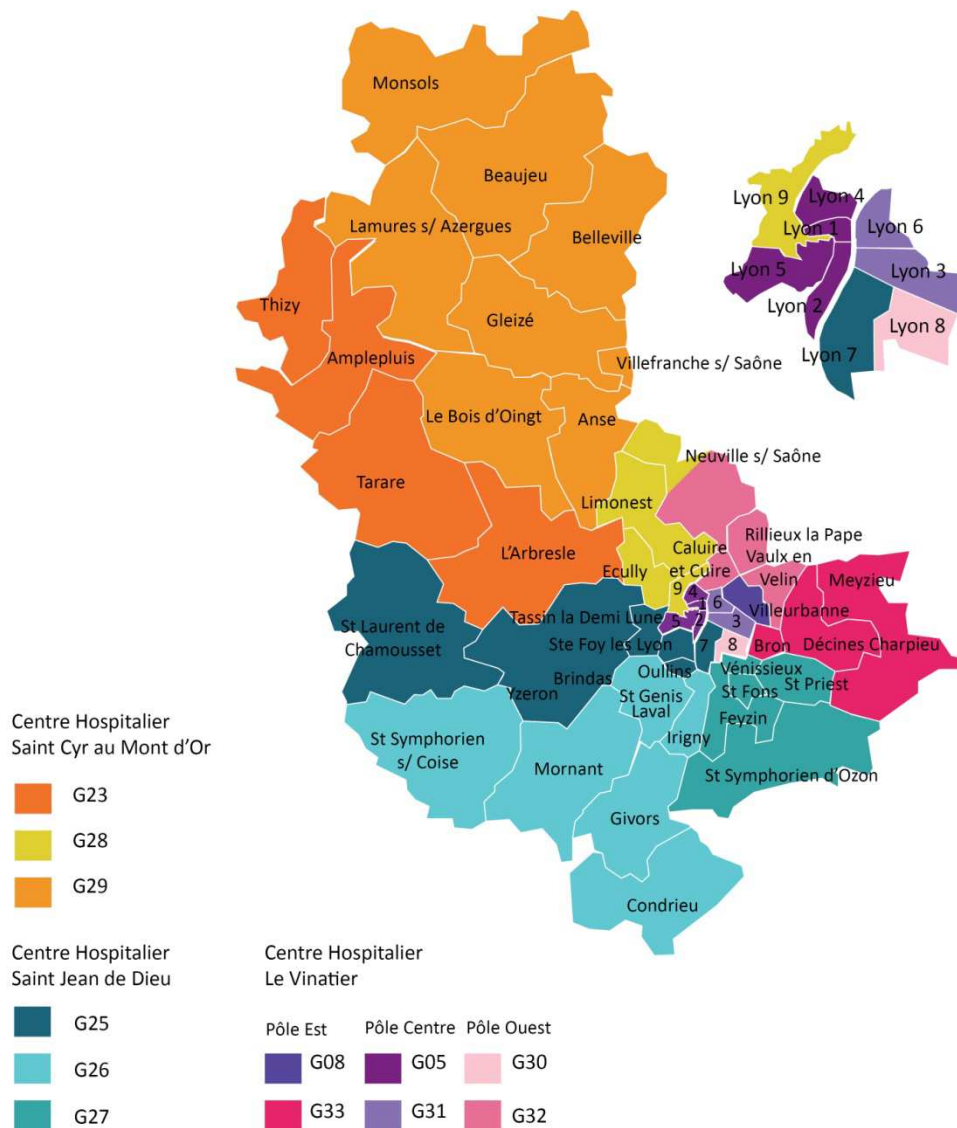 Monsols
Beaujeu
Lamures s/ Azergues
Belleville
Thizy
Gleizé
Amplepluis
Villefranche s/ Saône
Le Bois d'Oingt
Anse
Tarare
Neuville s/ Saône
Limonest
L'Arbresle
Ecully
Caluire
et Cuire
Rillieux la Pape
Vaulx en
Velin
Meyzieu
Villeurbanne
9
4
1
6
2
3
5
7
8
Tassin la Demi Lune
St Laurent de
Chamousset
Ste Foy les Lyon
Bron
Décines Charpieu
Brindas
Yzeron
Oullins
Vénissieux
St Genis
Laval
St Fons
St Priest
Feyzin
Irigny
St Symphorien
s/ Coise
Mornant
St Symphorien d'Ozon
Givors
Condrieu
Lyon 9
Lyon 4
Lyon 1
Lyon 6
Lyon 5
Lyon 3
Lyon 2
Lyon 8
Lyon 7
Centre Hospitalier
Saint Cyr au Mont d'Or
G23
G28
G29
Centre Hospitalier
Saint Jean de Dieu
G25
G26
G27
Centre Hospitalier
Le Vinatier
Pôle Est
Pôle Centre
Pôle Ouest
G08
G05
G30
G33
G31
G32